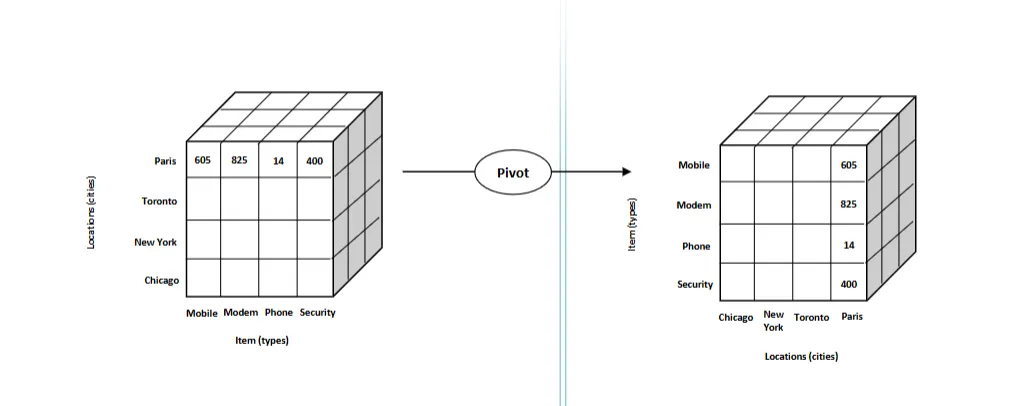 Paris 605 825 14 400
Toronto
New York
Chicago
Locations (cities)
Mobile Modem Phone Security
Item (types)
Pivot
Mobile 605
Modem 825
Phone 14
Security 400
Item (types)
Chicago New York Toronto Paris
Locations (cities)